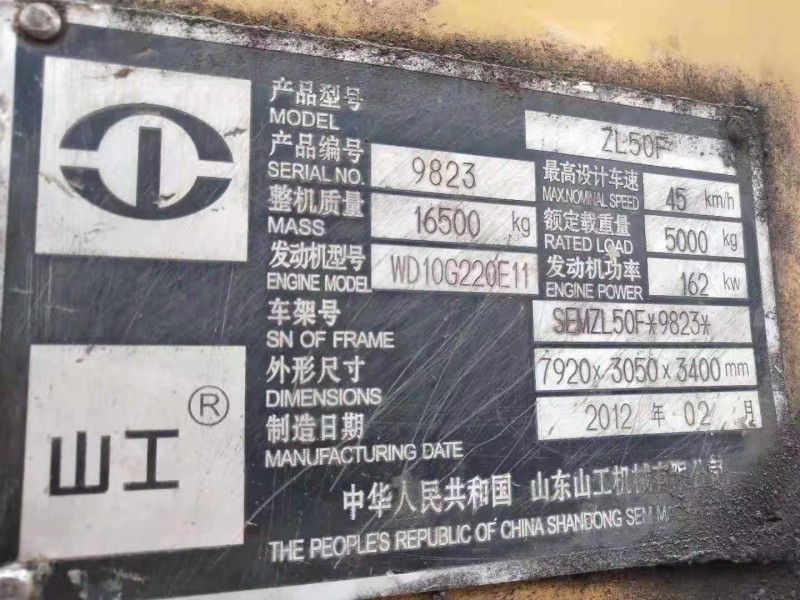 产品型号
MODEL ZL50F
产品编号
SERIAL NO. 9823
最高设计车速
MAX.NOMINAL SPEED 45 km/h
整机质量
MASS 16500 kg
额定载重量
RATED LOAD 5000 kg
发动机型号
ENGINE MODEL WD10G220E11
发动机功率
ENGINE POWER 162 kw
车架号
SN OF FRAME SEMZL50F*9823*
外形尺寸
DIMENSIONS 7920x3050x3400 mm
制造日期
MANUFACTURING DATE 2012 年 02 月
山工®
中华人民共和国 山东山工机械有限公司
THE PEOPLE'S REPUBLIC OF CHINA SHANDONG SEM